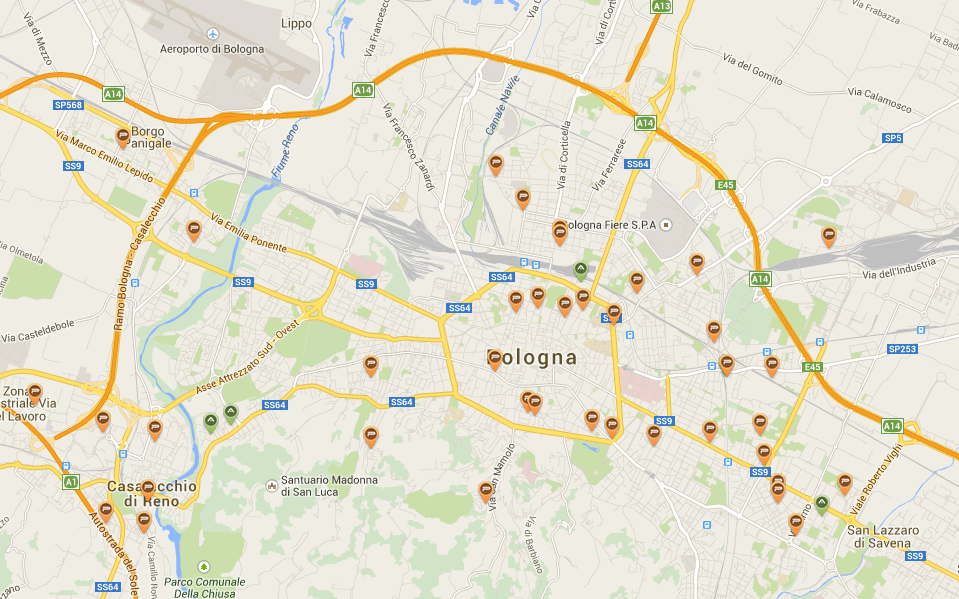 A13
Via di Mezzo
Lippo
Via Francesco
Via di Corticella
Via Frabazza
Aeroporto di Bologna
Via del Gomito
Via Badi
A14
A14
Via Calamosco
SP568
Canale Navile
A14
Borgo
Panigale
Via Marco Emilio Lepido
SS9
Fiume Reno
Via Francesco Zanardi
Via di Corticella
Via Ferrarese
SS64
SP5
E45
Via Emilia Ponente
Bologna Fiere S.P.A
Via Olmetola
Ramo Bologna - Casalecchio
SS9
SS9
SS64
SS64
A14
Via dell'Industria
Via Casteldebole
Asse Attrezzato Sud - Ovest
Bologna
SP253
E45
Zona
Industriale Via
del Lavoro
SS64
SS64
SS9
A14
SS9
A1
Casalecchio
di Reno
Santuario Madonna
di San Luca
Via San Mamolo
Viale Roberto Vighi
Autostrada del Sole
Via Camillo Ron
Via di Barbiano
San Lazzaro
di Savena
SS9
SS64
Parco Comunale
Della Chiusa